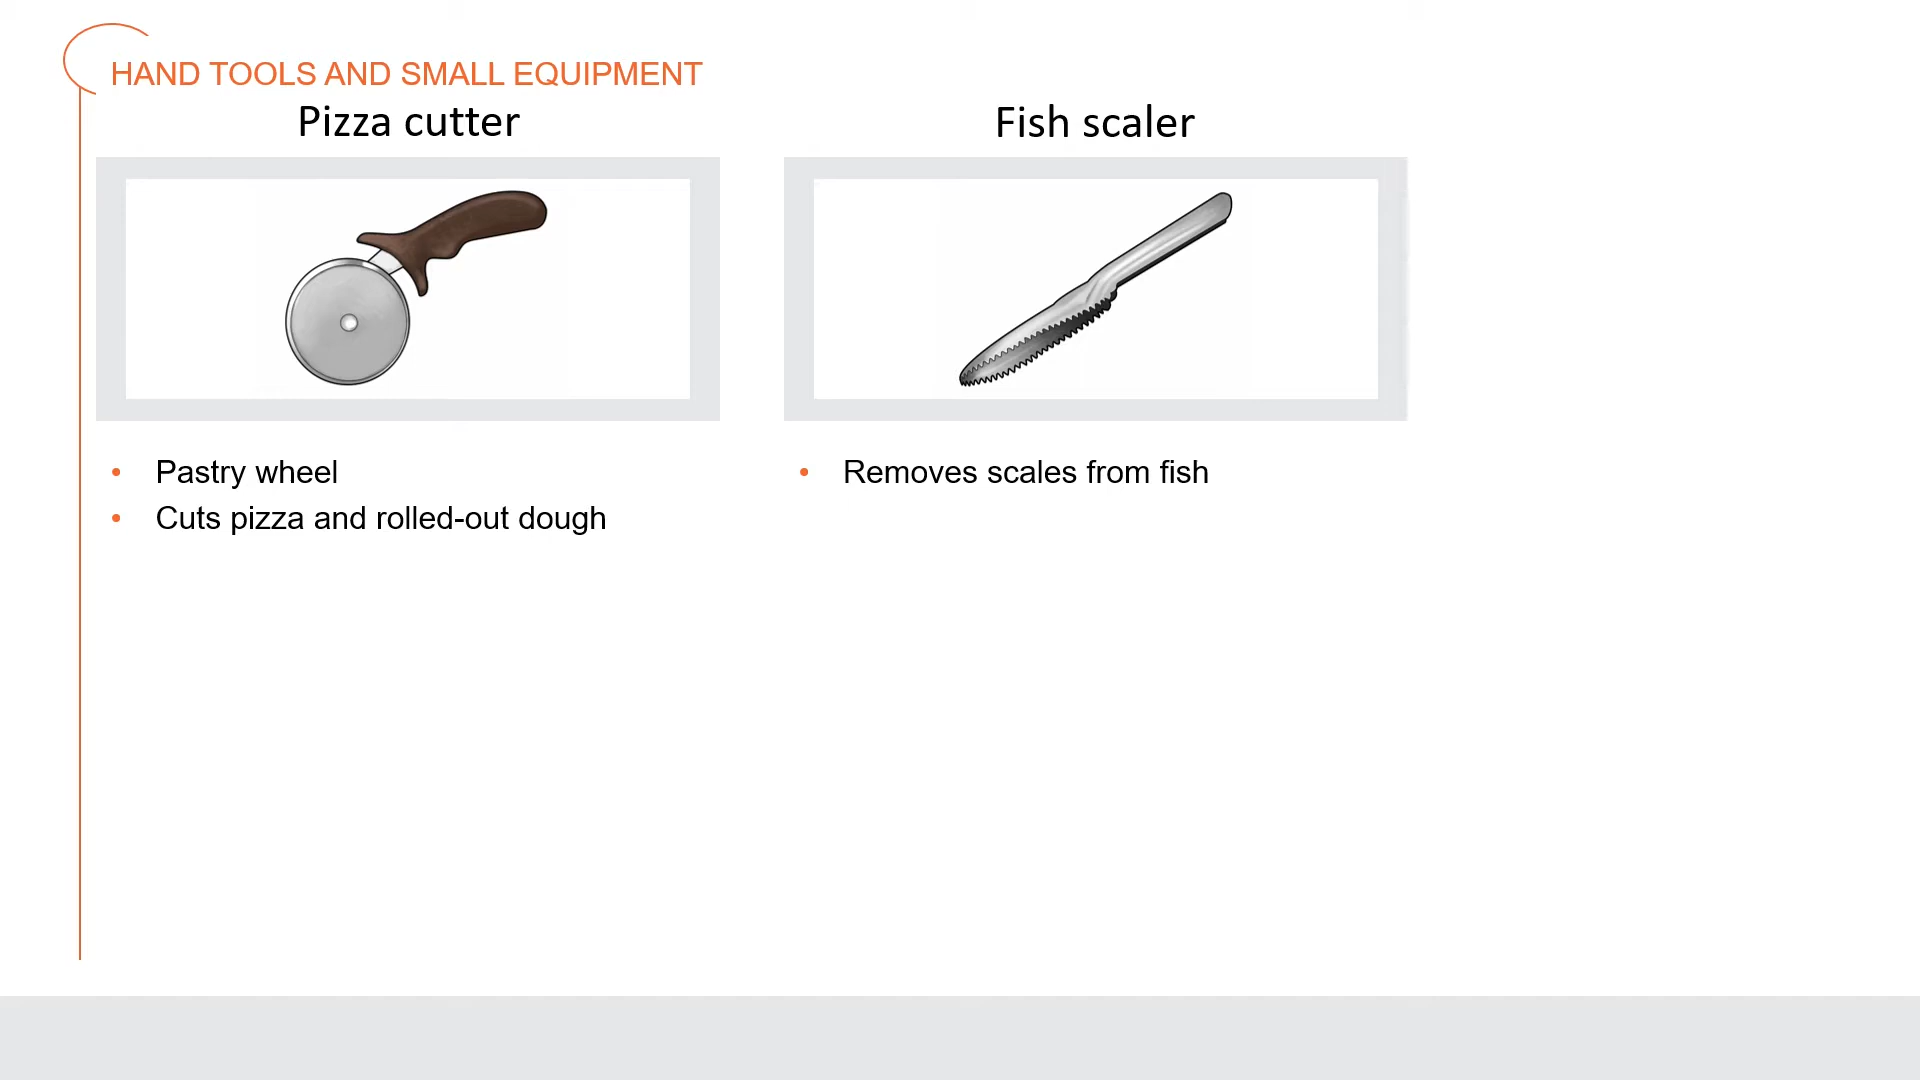 HAND TOOLS AND SMALL EQUIPMENT
Pizza cutter
• Pastry wheel
• Cuts pizza and rolled-out dough
Fish scaler
• Removes scales from fish